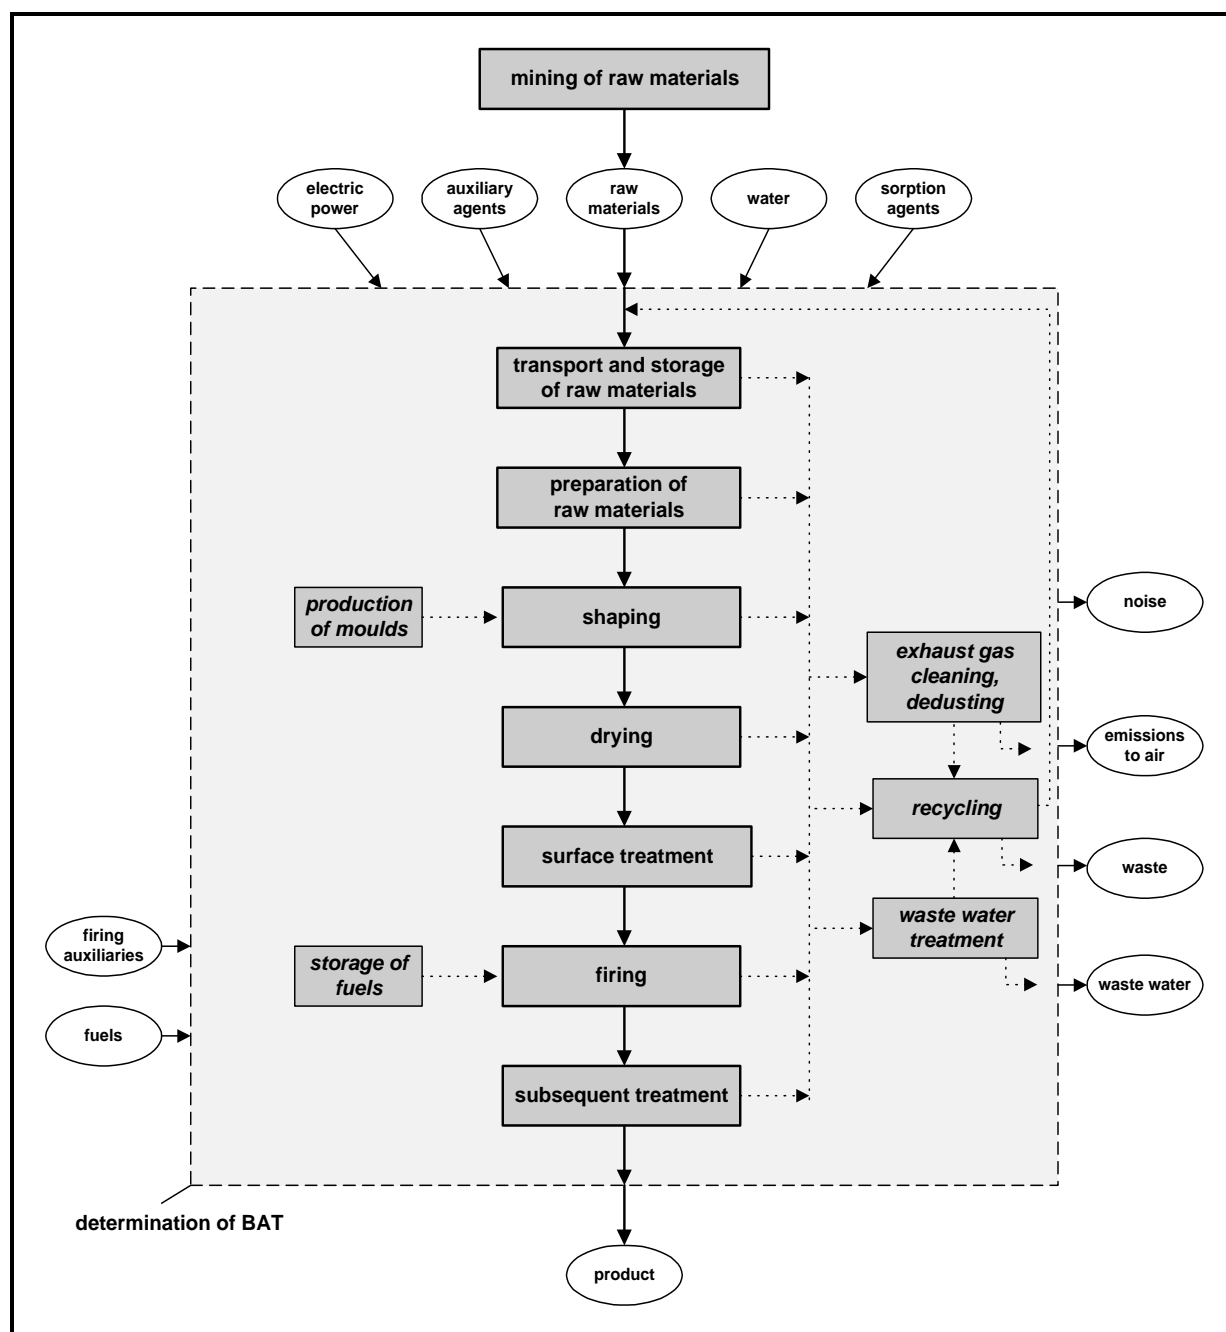 mining of raw materials
electric
power
auxiliary
agents
raw
materials
water
sorption
agents
transport and storage
of raw materials
preparation of
raw materials
production
of moulds
shaping
noise
exhaust gas
cleaning,
dedusting
drying
emissions
to air
recycling
surface treatment
waste
firing
auxiliaries
waste water
treatment
storage of
fuels
firing
waste water
fuels
subsequent treatment
determination of BAT
product